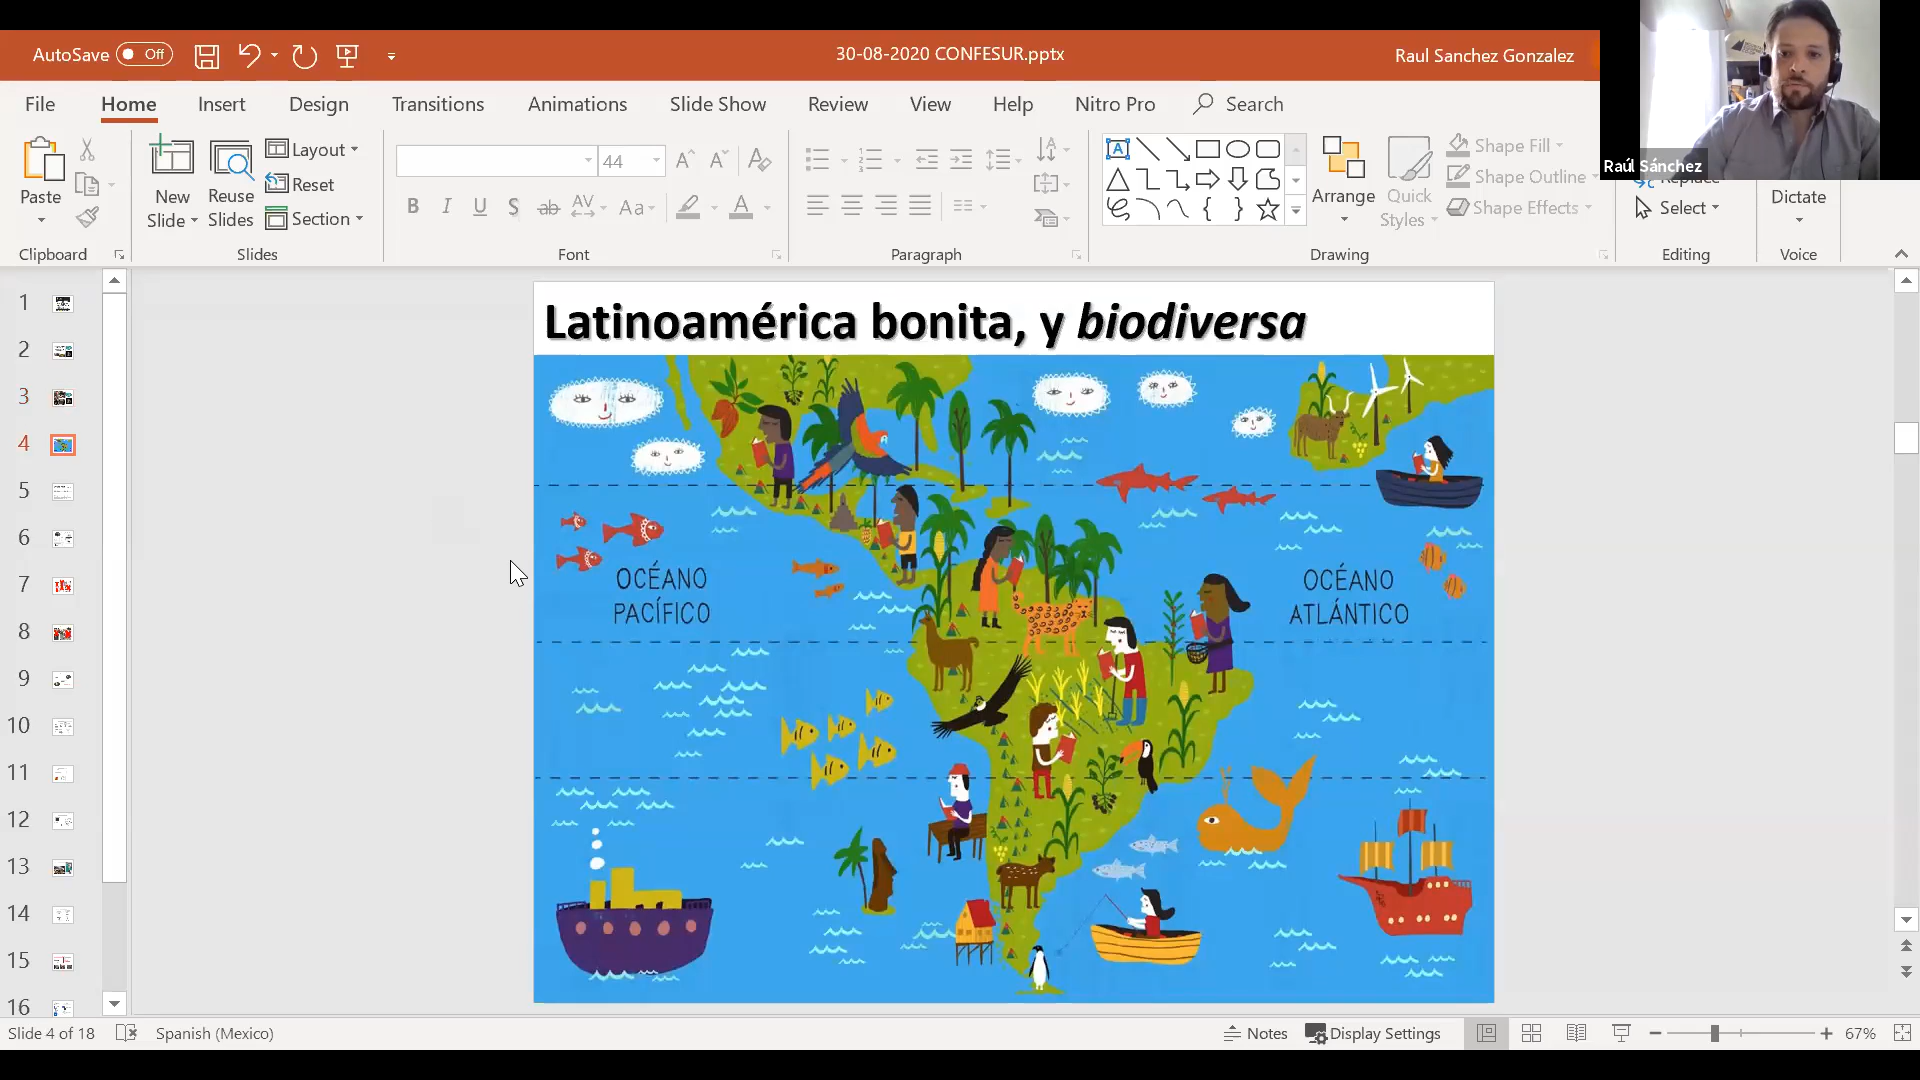 AutoSave Off
30-08-2020 CONFESUR.pptx
Raul Sanchez Gonzalez
File Home Insert Design Transitions Animations Slide Show Review View Help Nitro Pro Search
Paste
Clipboard
New Slide
Reuse Slides
Layout
Reset
Section
Slides
44
B I U S ab AV Aa A
Font
Paragraph
Arrange
Quick Styles
Shape Fill
Shape Outline
Shape Effects
Drawing
Replace
Select
Editing
Dictate
Voice
Raúl Sánchez
1
2
3
4
5
6
7
8
9
10
11
12
13
14
15
16
Latinoamérica bonita, y biodiversa
OCÉANO
PACÍFICO
OCÉANO
ATLÁNTICO
Slide 4 of 18 Spanish (Mexico) Notes Display Settings 67%